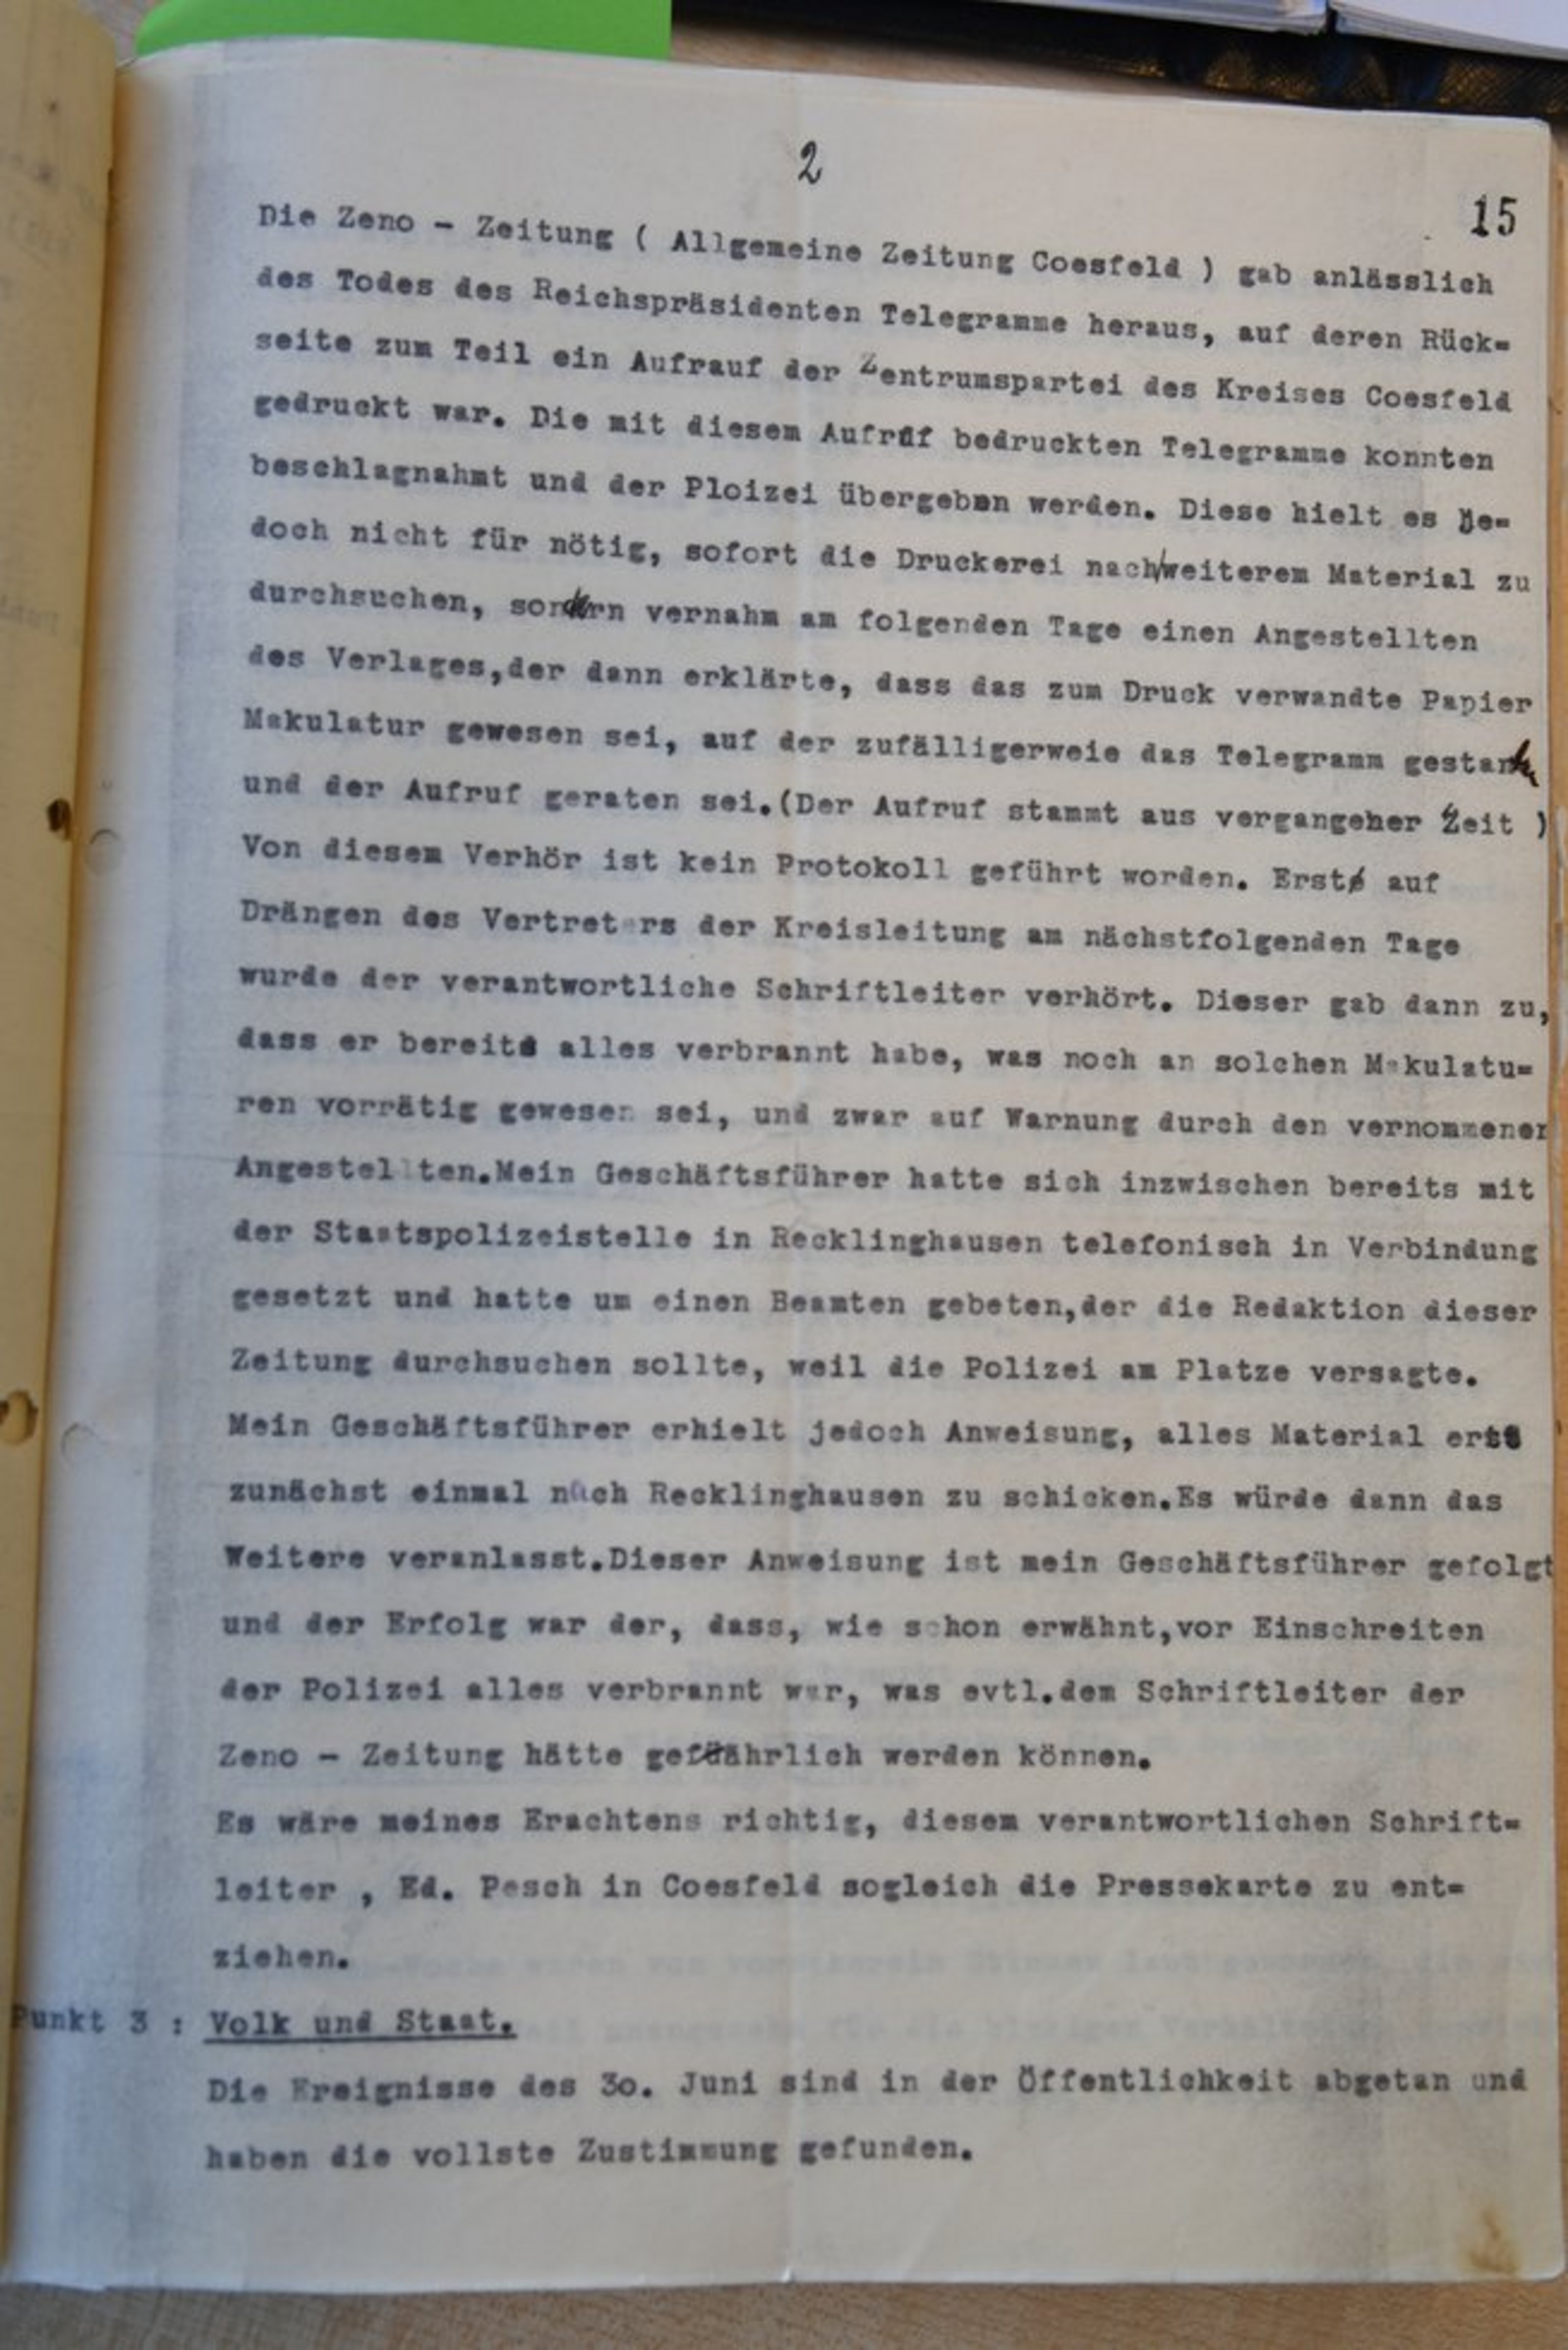 2
15
Die Zeno - Zeitung ( Allgemeine Zeitung Coesfeld ) gab anlässlich
des Todes des Reichspräsidenten Telegramme heraus, auf deren Rück=
seite zum Teil ein Aufrauf der Zentrumspartei des Kreises Coesfeld
gedruckt war. Die mit diesem Aufruf bedruckten Telegramme konnten
beschlagnahmt und der Ploizei übergeben werden. Diese hielt es je=
doch nicht für nötig, sofort die Druckerei nach/weiterem Material zu
durchsuchen, sondern vernahm am folgenden Tage einen Angestellten
des Verlages,der dann erklärte, dass das zum Druck verwandte Papier
Makulatur gewesen sei, auf der zufälligerweie das Telegramm gestanden
und der Aufruf geraten sei.(Der Aufruf stammt aus vergangeher Zeit )
Von diesem Verhör ist kein Protokoll geführt worden. Erst auf
Drängen des Vertreters der Kreisleitung am nächstfolgenden Tage
wurde der verantwortliche Schriftleiter verhört. Dieser gab dann zu,
dass er bereits alles verbrannt habe, was noch an solchen Makulatu=
ren vorrätig gewesen sei, und zwar auf Warnung durch den vernommenen
Angestellten.Mein Geschäftsführer hatte sich inzwischen bereits mit
der Staatspolizeistelle in Recklinghausen telefonisch in Verbindung
gesetzt und hatte um einen Beamten gebeten,der die Redaktion dieser
Zeitung durchsuchen sollte, weil die Polizei am Platze versagte.
Mein Geschäftsführer erhielt jedoch Anweisung, alles Material erst
zunächst einmal nach Recklinghausen zu schicken.Es würde dann das
Weitere veranlasst.Dieser Anweisung ist mein Geschäftsführer gefolgt
und der Erfolg war der, dass, wie schon erwähnt,vor Einschreiten
der Polizei alles verbrannt war, was evtl.dem Schriftleiter der
Zeno - Zeitung hätte gefährlich werden können.
Es wäre meines Erachtens richtig, diesem verantwortlichen Schrift=
leiter , Ed. Pesch in Coesfeld sogleich die Pressekarte zu ent=
ziehen.
Punkt 3 : Volk und Staat.
Die Ereignisse des 3o. Juni sind in der Öffentlichkeit abgetan und
haben die vollste Zustimmung gefunden.